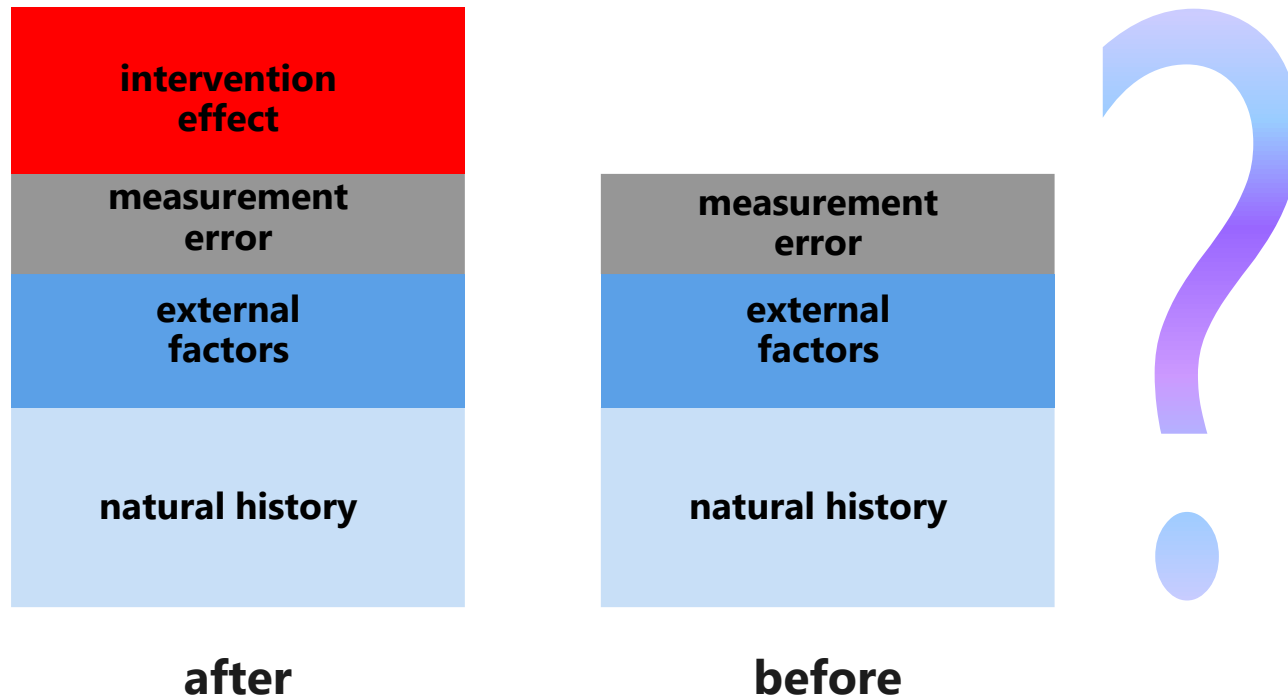 intervention
effect
measurement
error
external
factors
natural history
after
measurement
error
external
factors
natural history
before
?